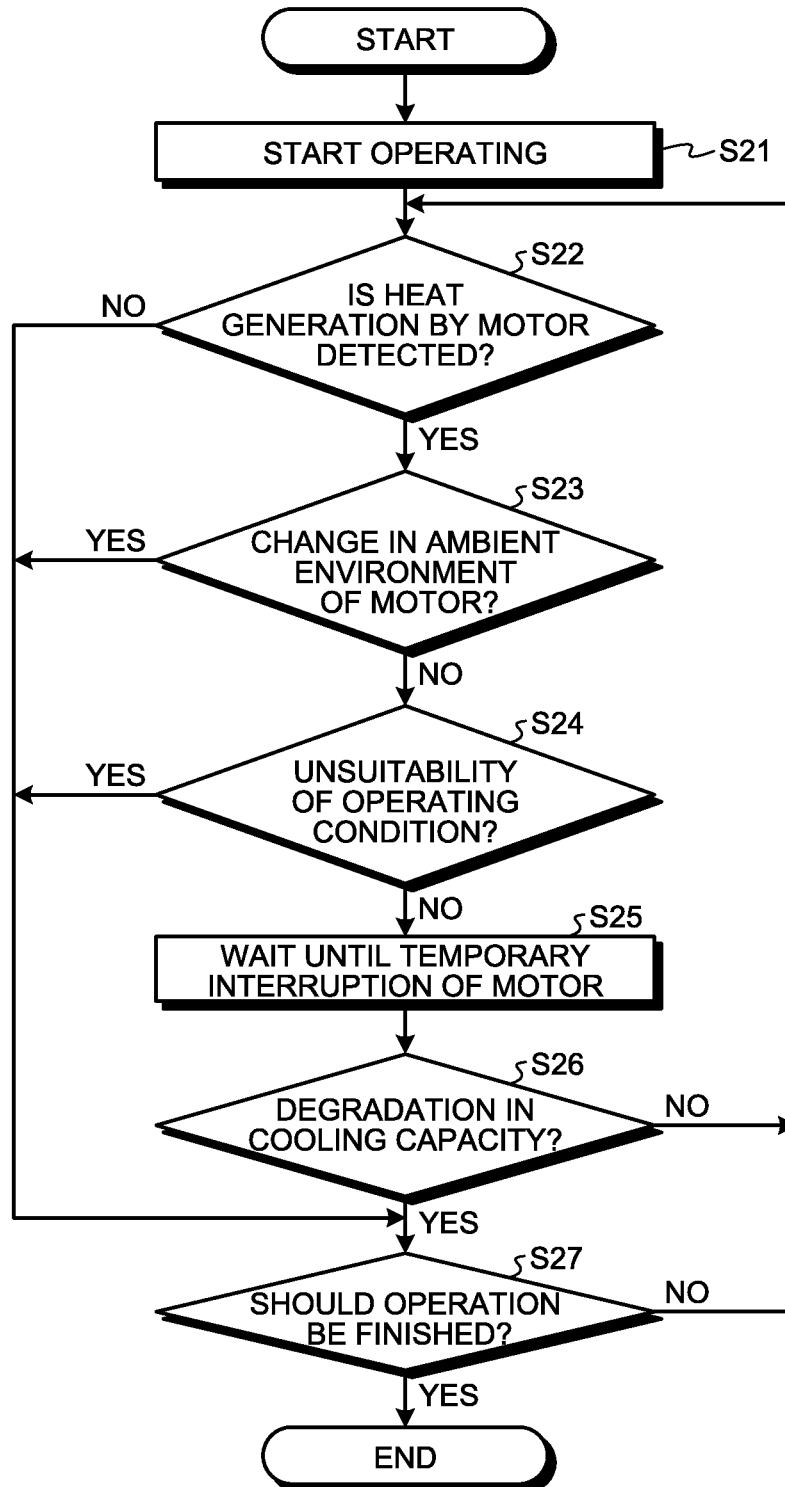 START
START OPERATING
S21
S22
IS HEAT
GENERATION BY MOTOR
DETECTED?
NO
YES
S23
CHANGE IN AMBIENT
ENVIRONMENT
OF MOTOR?
YES
NO
S24
UNSUITABILITY
OF OPERATING
CONDITION?
YES
NO
S25
WAIT UNTIL TEMPORARY
INTERRUPTION OF MOTOR
S26
DEGRADATION IN
COOLING CAPACITY?
NO
YES
S27
SHOULD OPERATION
BE FINISHED?
NO
YES
END